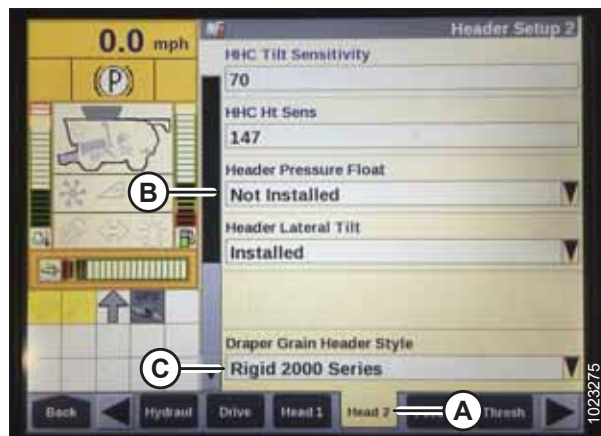 0.0 mph
Header Setup 2
(P)
HHC Tilt Sensitivity
70
HHC Ht Sens
147
Header Pressure Float
B
Not Installed
Header Lateral Tilt
Installed
Draper Grain Header Style
C
Rigid 2000 Series
Back
Hydraul
Drive
Head 1
Head 2
A
Thresh
1023275